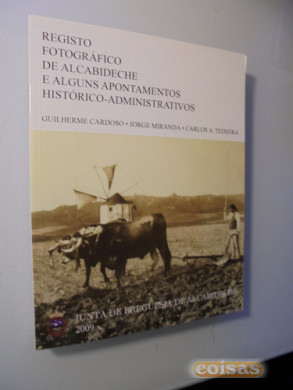 REGISTO
FOTOGRÁFICO
DE ALCABIDECHE
E ALGUNS APONTAMENTOS
HISTÓRICO-ADMINISTRATIVOS
GUILHERME CARDOSO • JORGE MIRANDA • CARLOS A. TEIXEIRA
JUNTA DE FREGUESIA DE ALCABIDECHE
2009
coisas